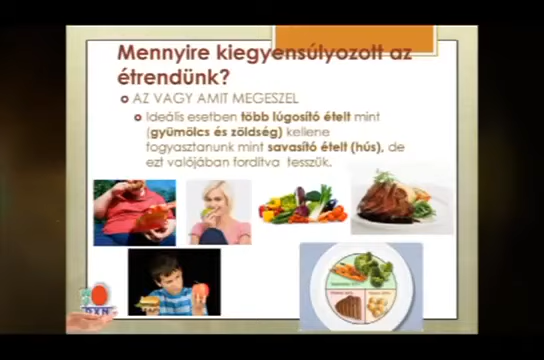 Mennyire kiegyensúlyozott az
étrendünk?
AZ VAGY AMIT MEGESZEL
Ideális esetben több lúgosító ételt mint
(gyümölcs és zöldség) kellene
fogyasztanunk mint savasító ételt (hús), de
ezt valójában fordítva tesszük.
DXN